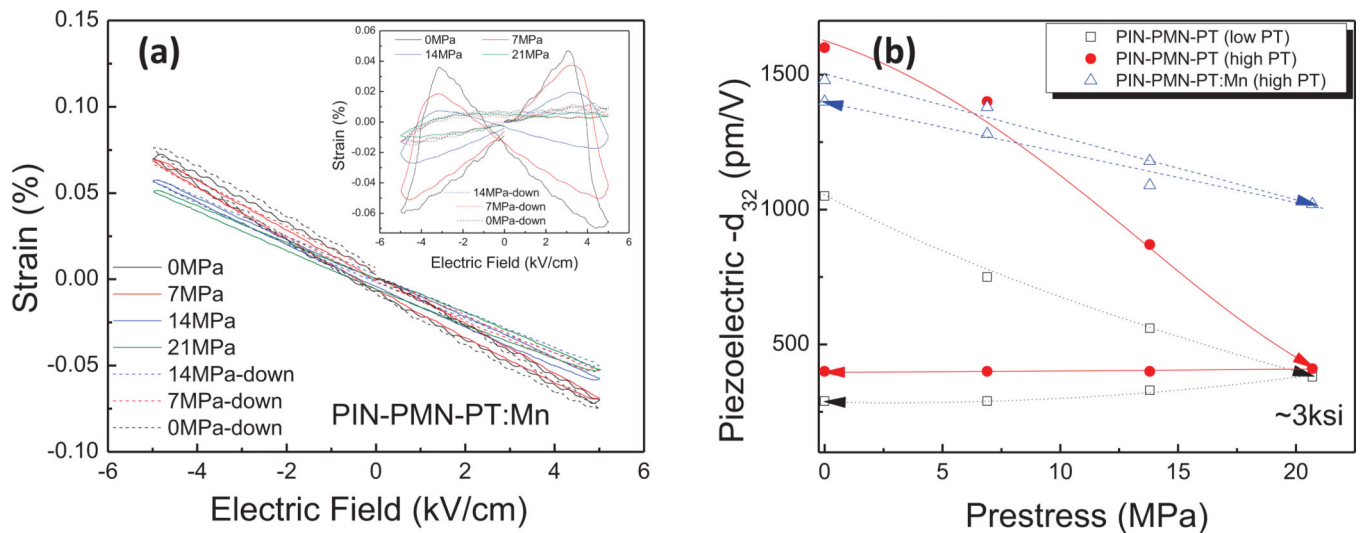 (a)
0.15
0.10
0.05
0.00
-0.05
-0.10
Strain (%)
-6
-4
-2
0
2
4
6
Electric Field (kV/cm)
0MPa
7MPa
14MPa
21MPa
14MPa-down
7MPa-down
0MPa-down
PIN-PMN-PT:Mn
0.06
0.04
0.02
0.00
-0.02
-0.04
-0.06
Strain (%)
0MPa
7MPa
14MPa
21MPa
14MPa-down
7MPa-down
0MPa-down
-6
-4
-2
0
2
4
6
Electric Field (kV/cm)
(b)
PIN-PMN-PT (low PT)
PIN-PMN-PT (high PT)
PIN-PMN-PT:Mn (high PT)
1500
1000
500
Piezoelectric -d32 (pm/V)
~3ksi
0
5
10
15
20
Prestress (MPa)